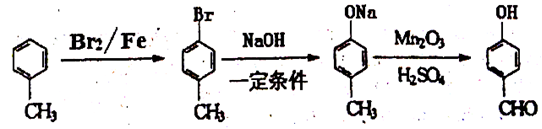 Br
ONa
OH
Br₂/Fe
NaOH
Mn₂O₃
一定条件
H₂SO₄
CH₃
CH₃
CH₃
CHO